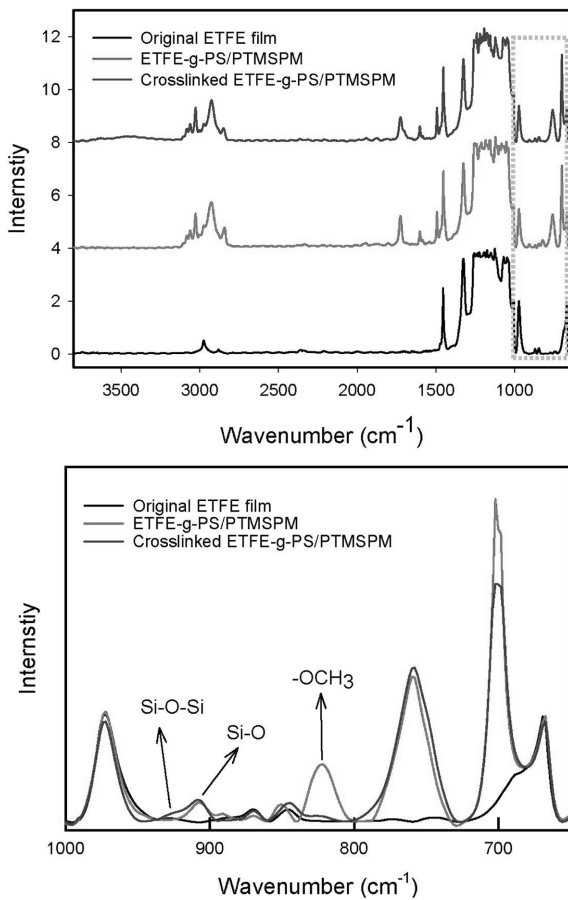 12
Original ETFE film
ETFE-g-PS/PTMSPM
10
Crosslinked ETFE-g-PS/PTMSPM
8
6
4
2
0
Internstiy
3500 3000 2500 2000 1500 1000
Wavenumber (cm-1)
Original ETFE film
ETFE-g-PS/PTMSPM
Crosslinked ETFE-g-PS/PTMSPM
Internstiy
-OCH3
Si-O-Si
Si-O
1000 900 800 700
Wavenumber (cm-1)